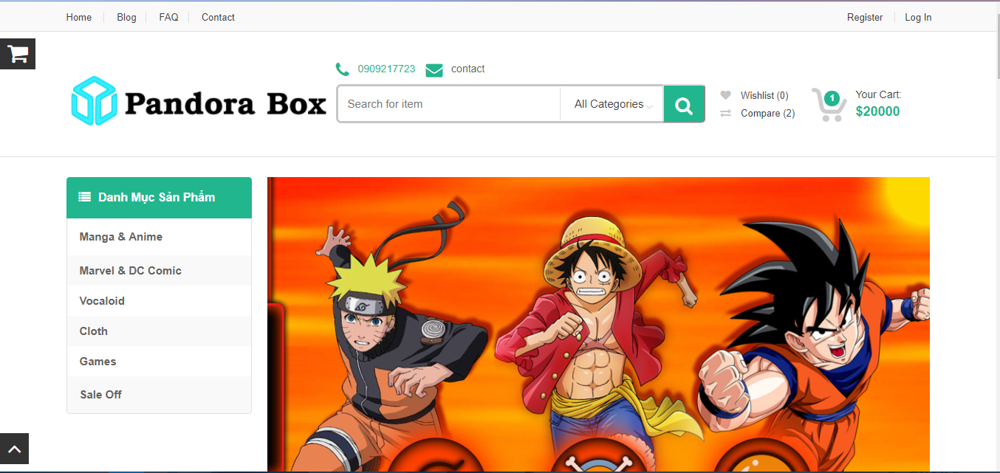 Home Blog FAQ Contact Register Log In
0909217723 contact
Pandora Box
Search for item All Categories
Wishlist (0)
Compare (2)
1
Your Cart:
$20000
Danh Mục Sản Phẩm
Manga & Anime
Marvel & DC Comic
Vocaloid
Cloth
Games
Sale Off